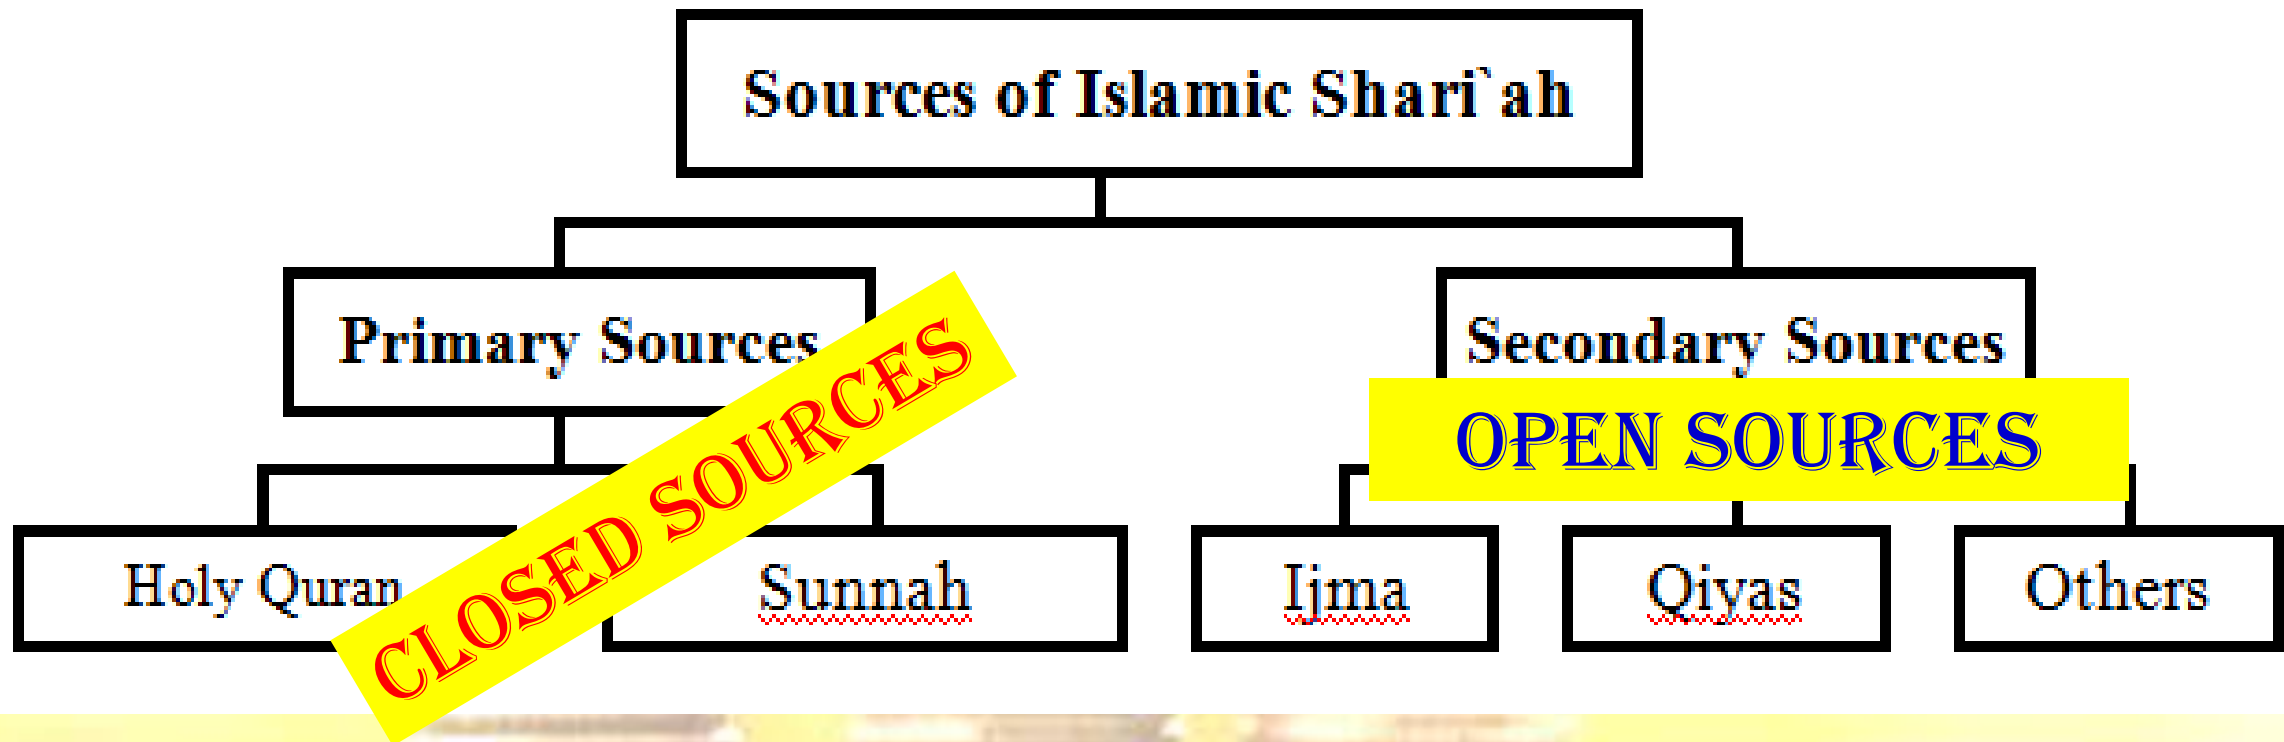 Sources of Islamic Shari`ah
Primary Sources
Secondary Sources
CLOSED SOURCES
OPEN SOURCES
Holy Quran
Sunnah
Ijma
Qiyas
Others